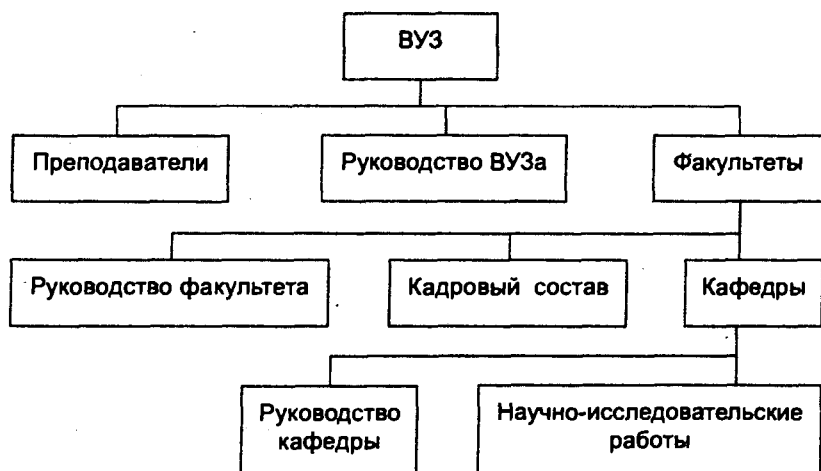 ВУЗ
Преподаватели
Руководство ВУЗа
Факультеты
Руководство факультета
Кадровый состав
Кафедры
Руководство
кафедры
Научно-исследовательские
работы